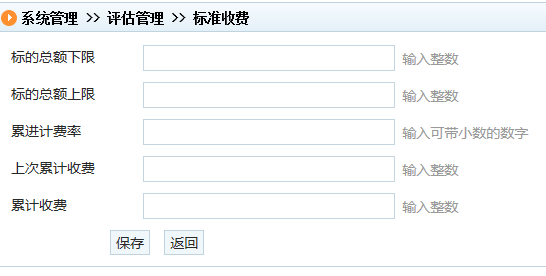 系统管理 >> 评估管理 >> 标准收费
标的总额下限 输入整数
标的总额上限 输入整数
累进计费率 输入可带小数的数字
上次累计收费 输入整数
累计收费 输入整数
保存 返回